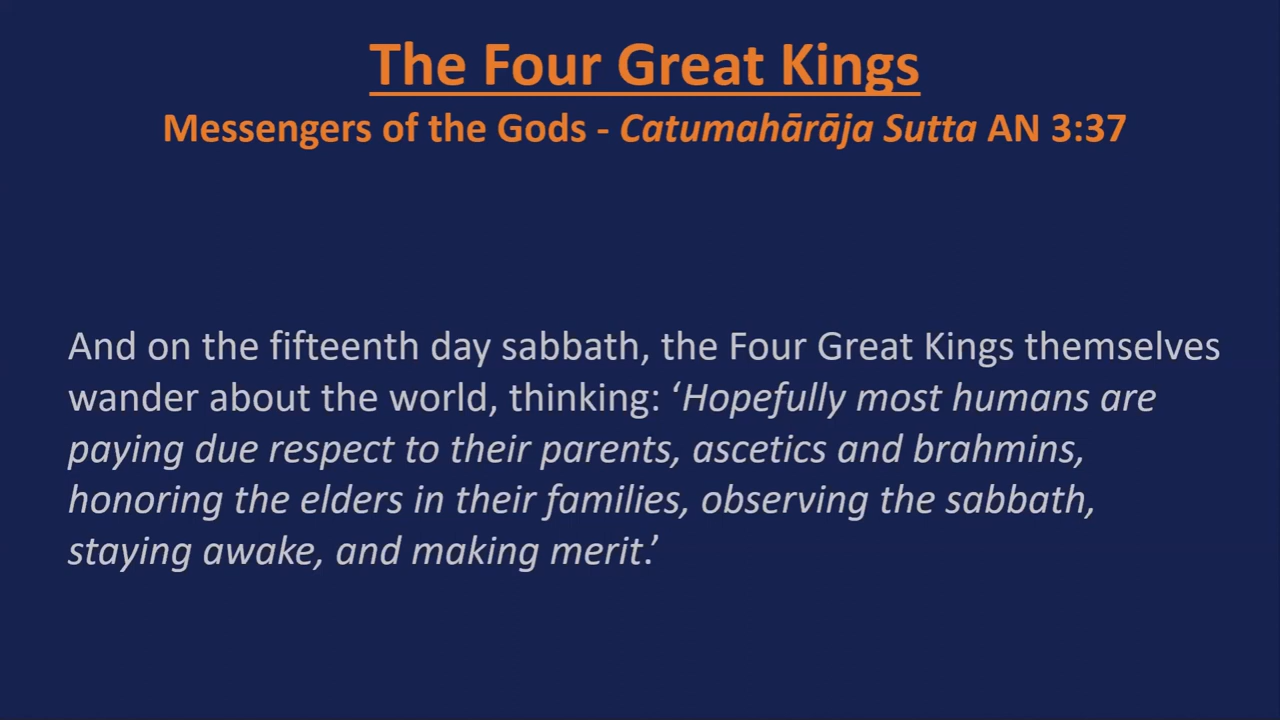 The Four Great Kings
Messengers of the Gods - Catumahārāja Sutta AN 3:37
And on the fifteenth day sabbath, the Four Great Kings themselves
wander about the world, thinking: ‘Hopefully most humans are
paying due respect to their parents, ascetics and brahmins,
honoring the elders in their families, observing the sabbath,
staying awake, and making merit.’